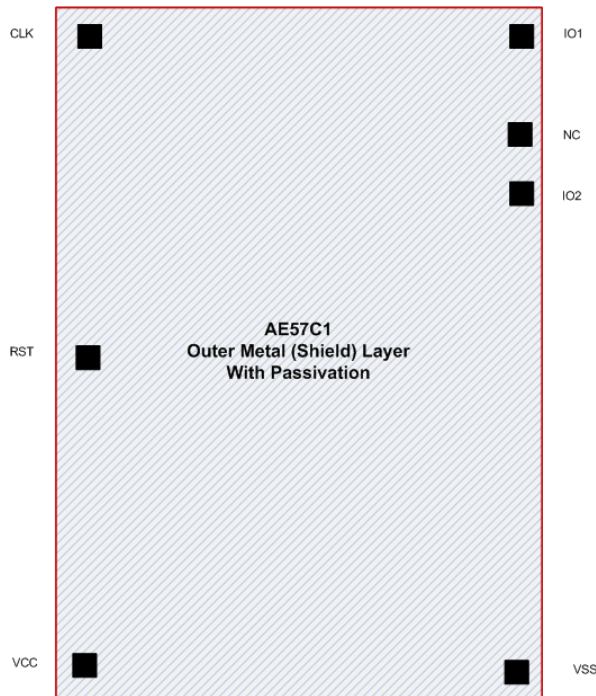 CLK
IO1
NC
IO2
AE57C1
Outer Metal (Shield) Layer
With Passivation
RST
VCC
VSS